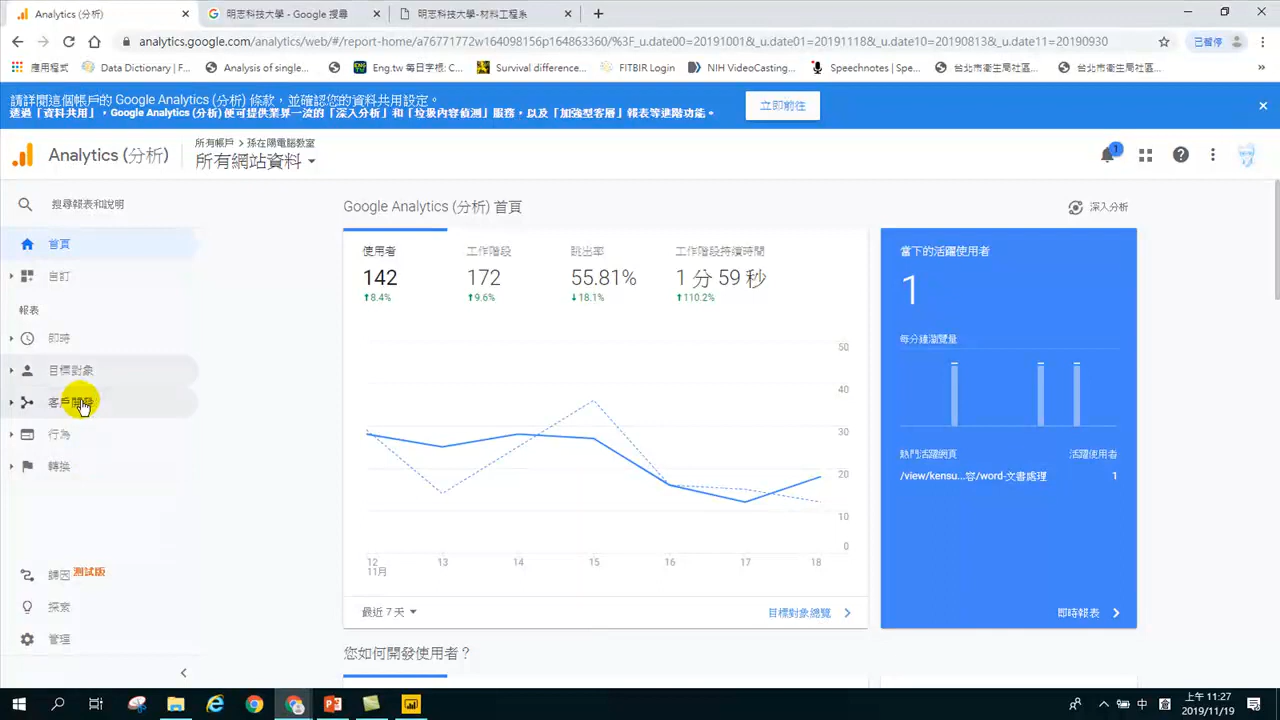 Analytics (分析)
明志科技大學 - Google 搜尋
明志科技大學-材料工程系
analytics.google.com/analytics/web/#/report-home/a76771772w164098156p164863360/%3F_u.date00=20191001&_u.date01=20191118&_u.date10=20190813&_u.date11=20190930
已暫停
應用程式
Data Dictionary | F...
Analysis of single...
Eng.tw 每日字根: C...
Survival difference...
FITBIR Login
NIH VideoCasting...
Speechnotes | Spe...
台北市衛生局社區...
台北市衛生局社區...
請詳閱這個帳戶的 Google Analytics (分析) 條款，並確認您的資料共用設定。
透過「資料共用」，Google Analytics (分析) 便可提供業界一流的「深入分析」和「垃圾內容偵測」服務，以及「加強型客層」報表等進階功能。
立即前往
Analytics (分析)
所有帳戶 > 孫在陽電腦教室
所有網站資料
1
搜尋報表和說明
Google Analytics (分析) 首頁
深入分析
首頁
自訂
報表
即時
目標對象
客戶開發
行為
轉換
歸因 測試版
探索
管理
使用者
142
8.4%
工作階段
172
9.6%
跳出率
55.81%
18.1%
工作階段持續時間
1 分 59 秒
110.2%
50
40
30
20
10
0
12
11月
13
14
15
16
17
18
最近 7 天
目標對象總覽
當下的活躍使用者
1
每分鐘瀏覽量
熱門活躍網頁
活躍使用者
/view/kensu...容/word-文書處理
1
即時報表
您如何開發使用者？
中
上午 11:27
2019/11/19